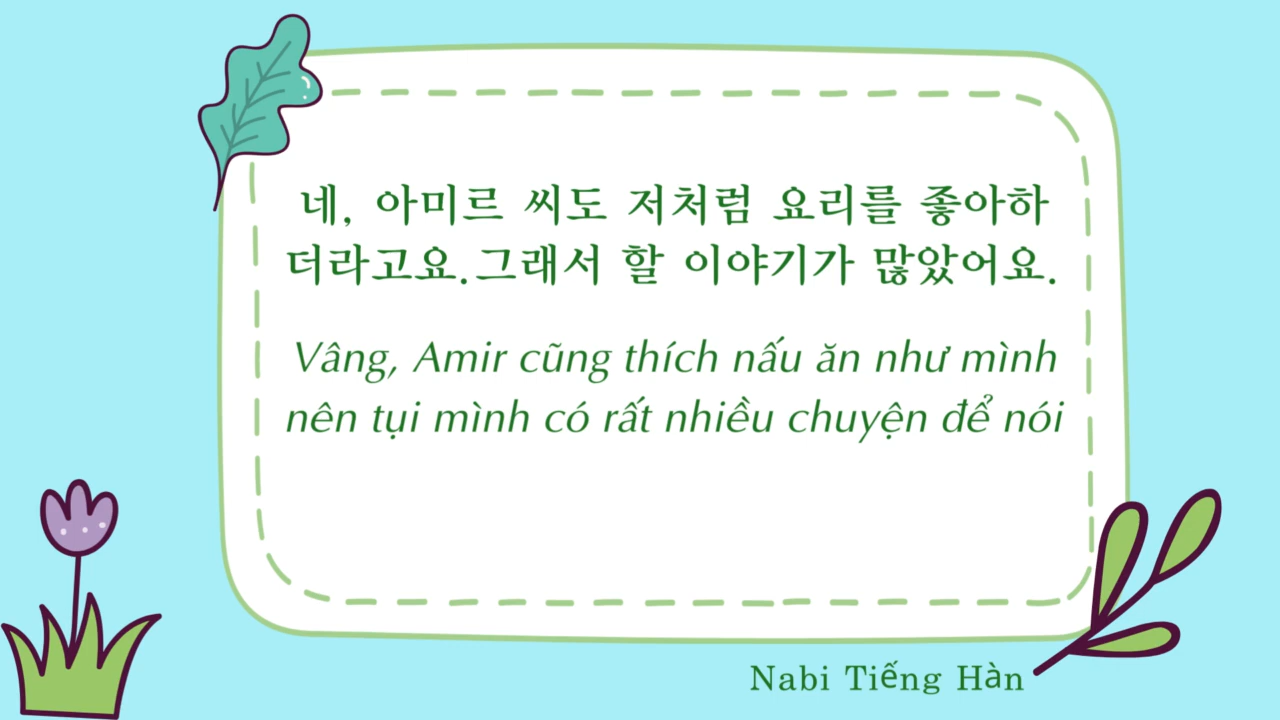 네, 아미르 씨도 저처럼 요리를 좋아하
더라고요.그래서 할 이야기가 많았어요.
Vâng, Amir cũng thích nấu ăn như mình
nên tụi mình có rất nhiều chuyện để nói
Nabi Tiếng Hàn